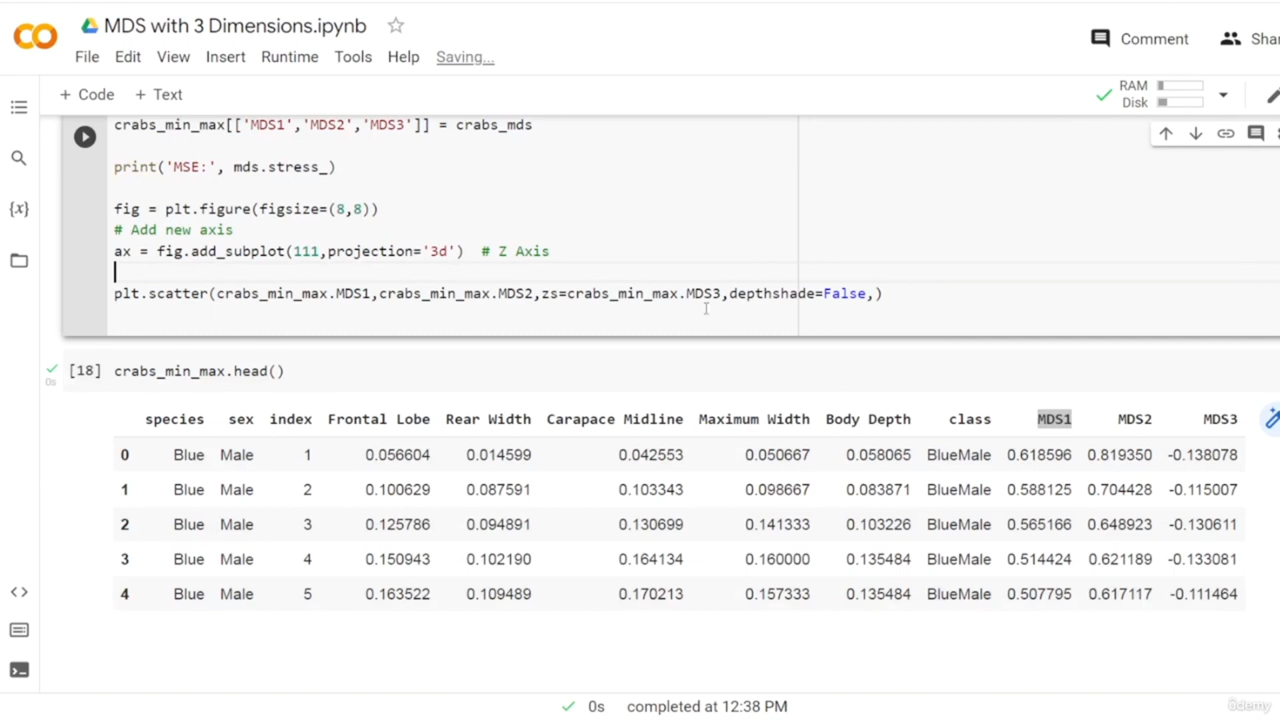 MDS with 3 Dimensions.ipynb
Comment
Shar
File Edit View Insert Runtime Tools Help Saving...
+ Code + Text
RAM
Disk
crabs_min_max[['MDS1','MDS2','MDS3']] = crabs_mds
print('MSE:', mds.stress_)
fig = plt.figure(figsize=(8,8))
# Add new axis
ax = fig.add_subplot(111,projection='3d') # Z Axis
plt.scatter(crabs_min_max.MDS1,crabs_min_max.MDS2,zs=crabs_min_max.MDS3,depthshade=False,)
[18] crabs_min_max.head()
0s
species sex index Frontal Lobe Rear Width Carapace Midline Maximum Width Body Depth class MDS1 MDS2 MDS3
0 Blue Male 1 0.056604 0.014599 0.042553 0.050667 0.058065 BlueMale 0.618596 0.819350 -0.138078
1 Blue Male 2 0.100629 0.087591 0.103343 0.098667 0.083871 BlueMale 0.588125 0.704428 -0.115007
2 Blue Male 3 0.125786 0.094891 0.130699 0.141333 0.103226 BlueMale 0.565166 0.648923 -0.130611
3 Blue Male 4 0.150943 0.102190 0.164134 0.160000 0.135484 BlueMale 0.514424 0.621189 -0.133081
4 Blue Male 5 0.163522 0.109489 0.170213 0.157333 0.135484 BlueMale 0.507795 0.617117 -0.111464
0s completed at 12:38 PM
ûdemy